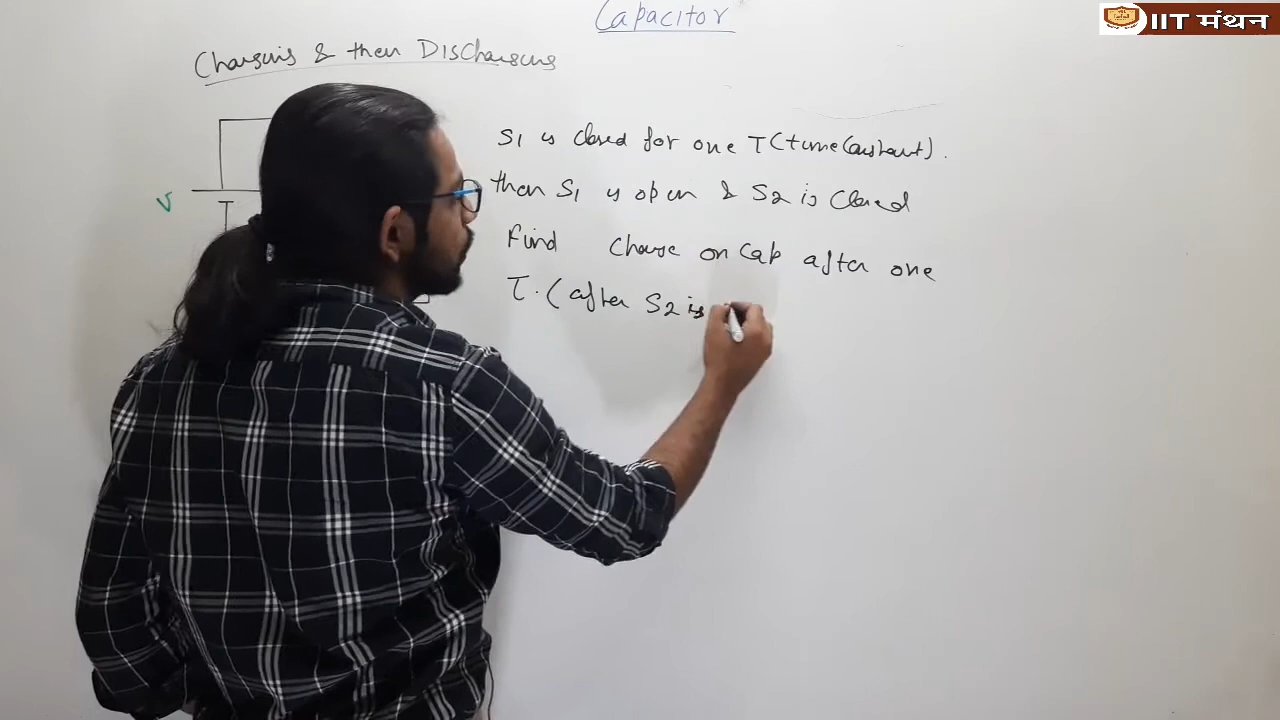 Capacitor
IIT मंथन
Charging & then Discharging
S1 is closed for one τ (time constant).
then S1 is open & S2 is closed
Find charge on cap after one
τ. (after S2 is
V